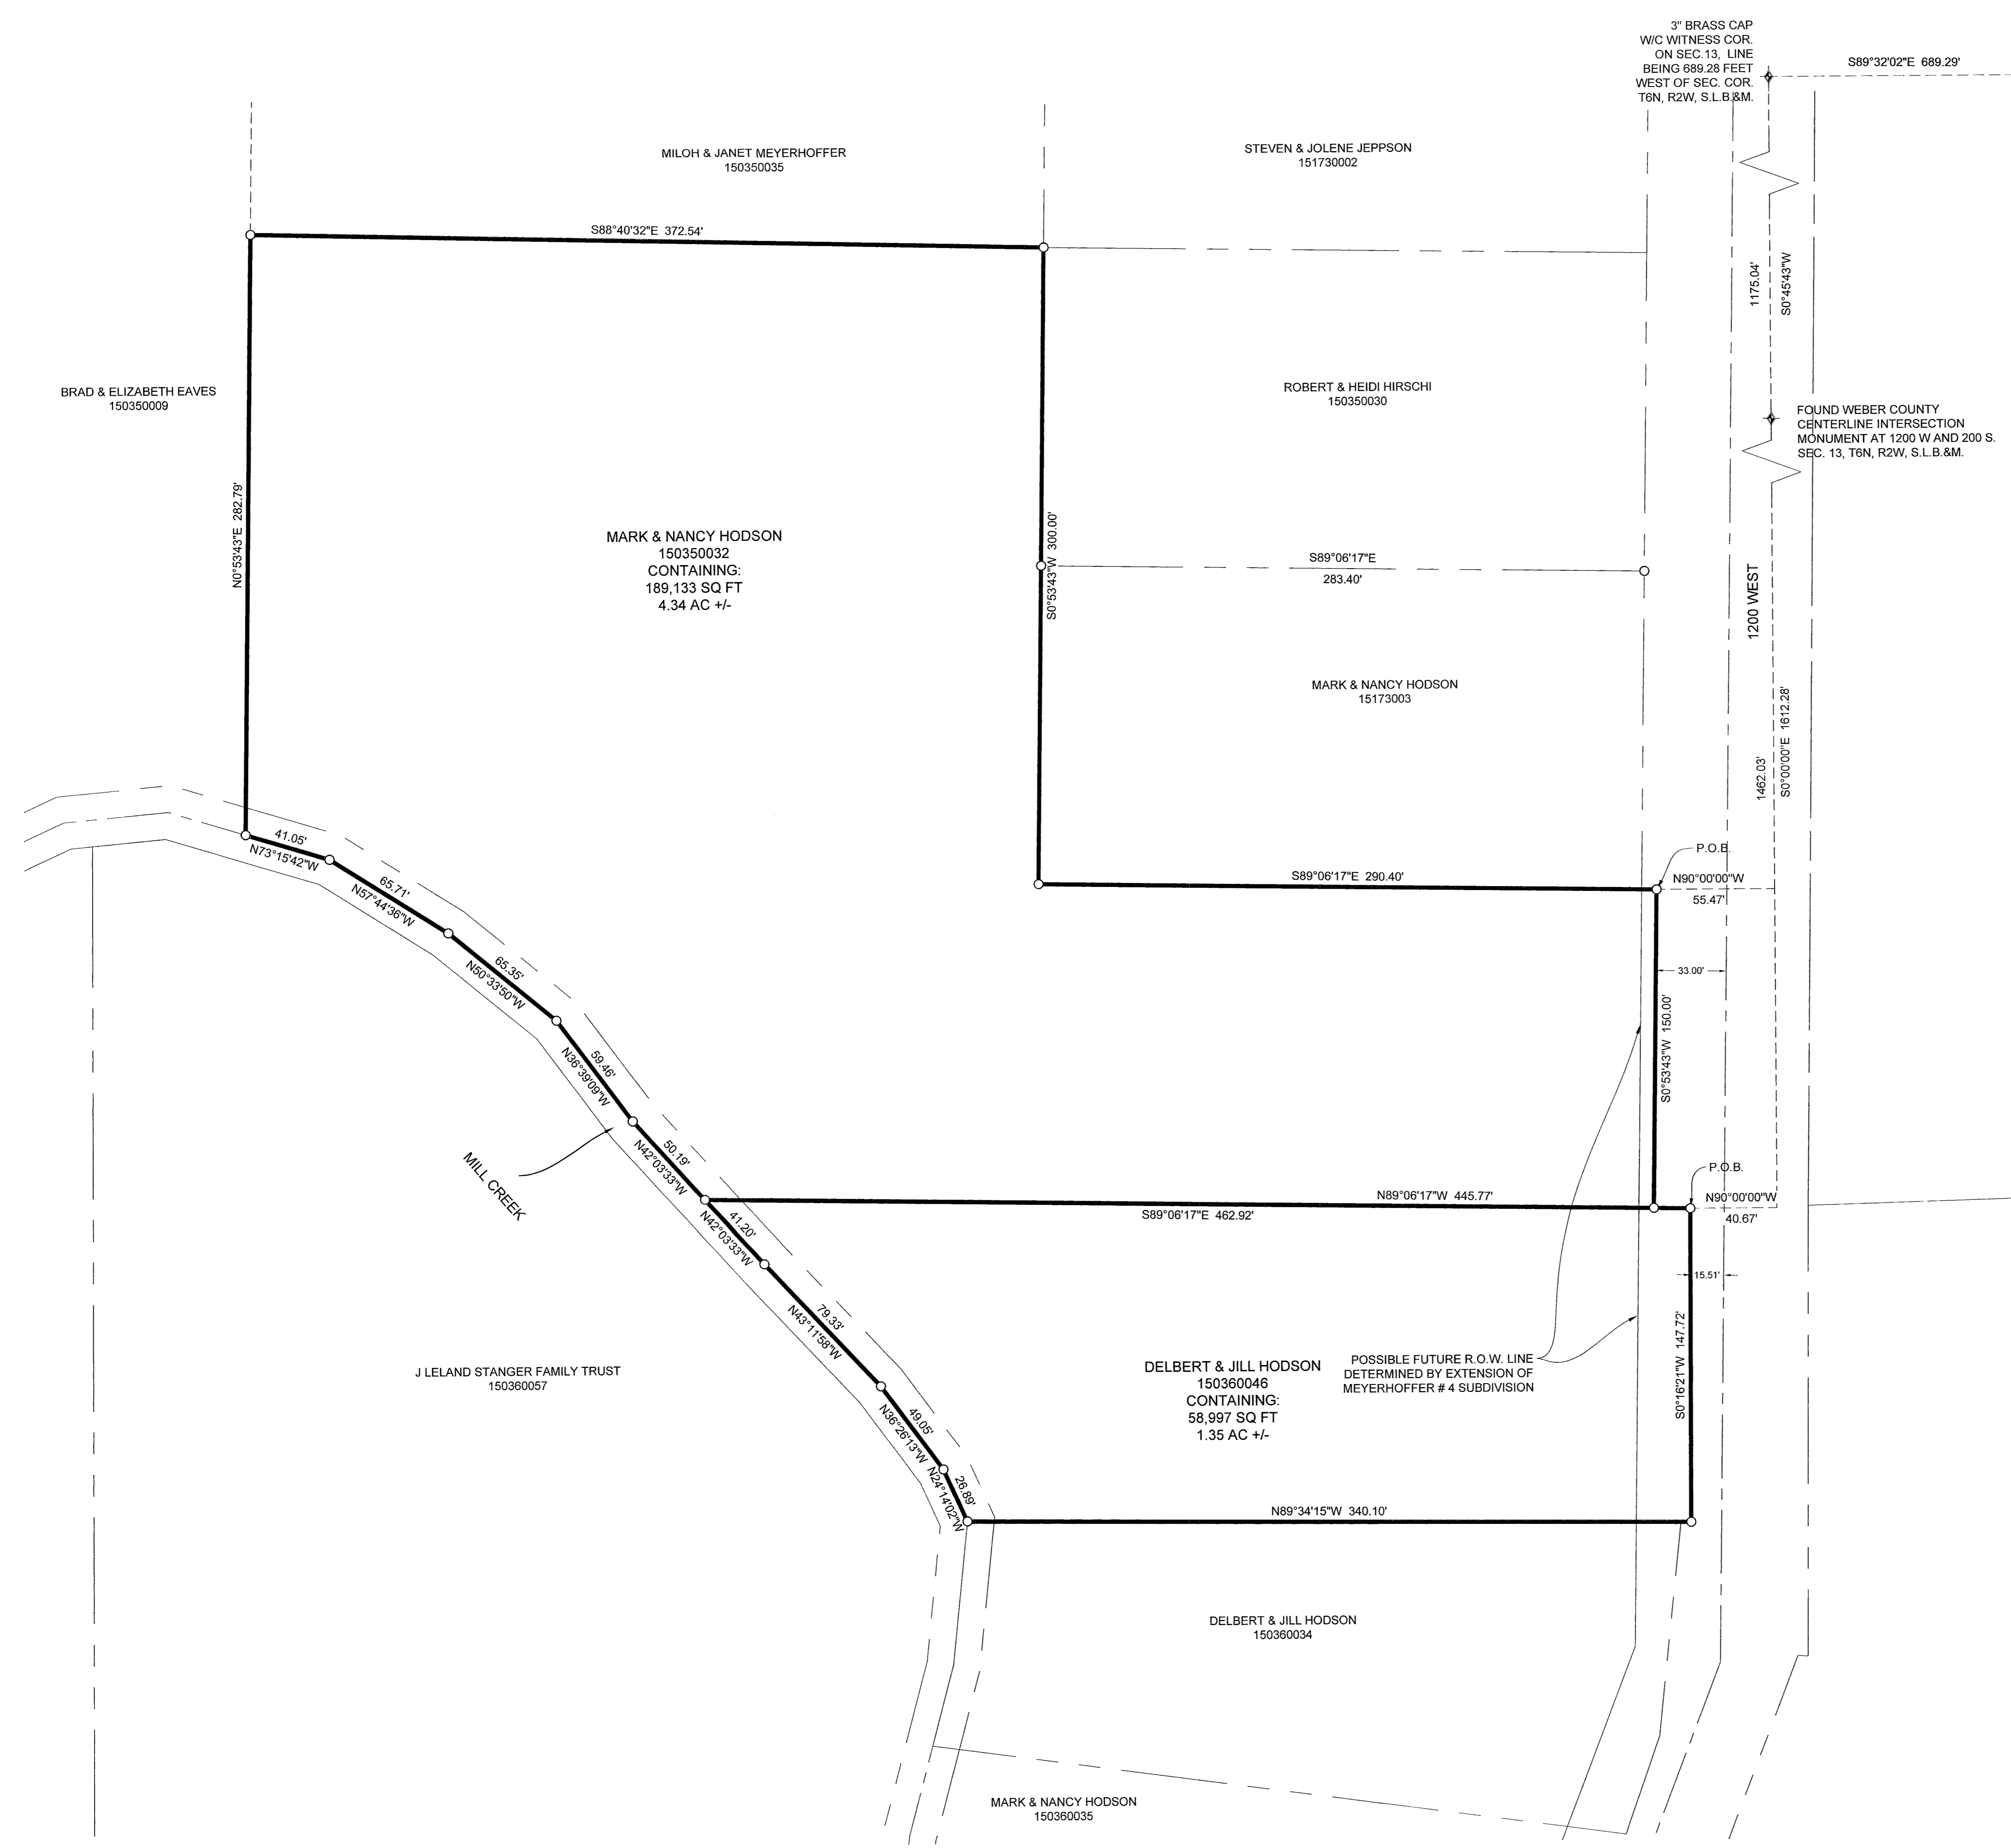 3" BRASS CAP
W/C WITNESS COR.
ON SEC.13, LINE
BEING 689.28 FEET
WEST OF SEC. COR.
T6N, R2W, S.L.B.&M.
S89°32'02"E 689.29'
MILOH & JANET MEYERHOFFER
150350035
STEVEN & JOLENE JEPPSON
151730002
S88°40'32"E 372.54'
1175.04'
S0°45'43"W
BRAD & ELIZABETH EAVES
150350009
ROBERT & HEIDI HIRSCHI
150350030
FOUND WEBER COUNTY
CENTERLINE INTERSECTION
MONUMENT AT 1200 W AND 200 S.
SEC. 13, T6N, R2W, S.L.B.&M.
N0°53'43"E 282.79'
MARK & NANCY HODSON
150350032
CONTAINING:
189,133 SQ FT
4.34 AC +/-
S0°53'43"W 300.00'
S89°06'17"E
283.40'
1200 WEST
MARK & NANCY HODSON
15173003
1462.03'
S0°00'00"E 1612.28'
41.05'
N73°15'42"W
65.71'
N57°44'36"W
P.O.B.
S89°06'17"E 290.40'
N90°00'00"W
55.47'
65.35'
N50°33'50"W
33.00'
S0°53'43"W 150.00'
59.46'
N36°39'09"W
50.19'
N42°03'33"W
MILL CREEK
P.O.B.
N89°06'17"W 445.77'
S89°06'17"E 462.92'
N90°00'00"W
40.67'
41.20'
N42°03'33"W
15.51'
79.33'
N43°11'58"W
S0°16'21"W 147.72'
J LELAND STANGER FAMILY TRUST
150360057
DELBERT & JILL HODSON
150360046
CONTAINING:
58,997 SQ FT
1.35 AC +/-
POSSIBLE FUTURE R.O.W. LINE
DETERMINED BY EXTENSION OF
MEYERHOFFER # 4 SUBDIVISION
49.05'
N36°26'13"W
26.89'
N24°14'02"W
N89°34'15"W 340.10'
DELBERT & JILL HODSON
150360034
MARK & NANCY HODSON
150360035